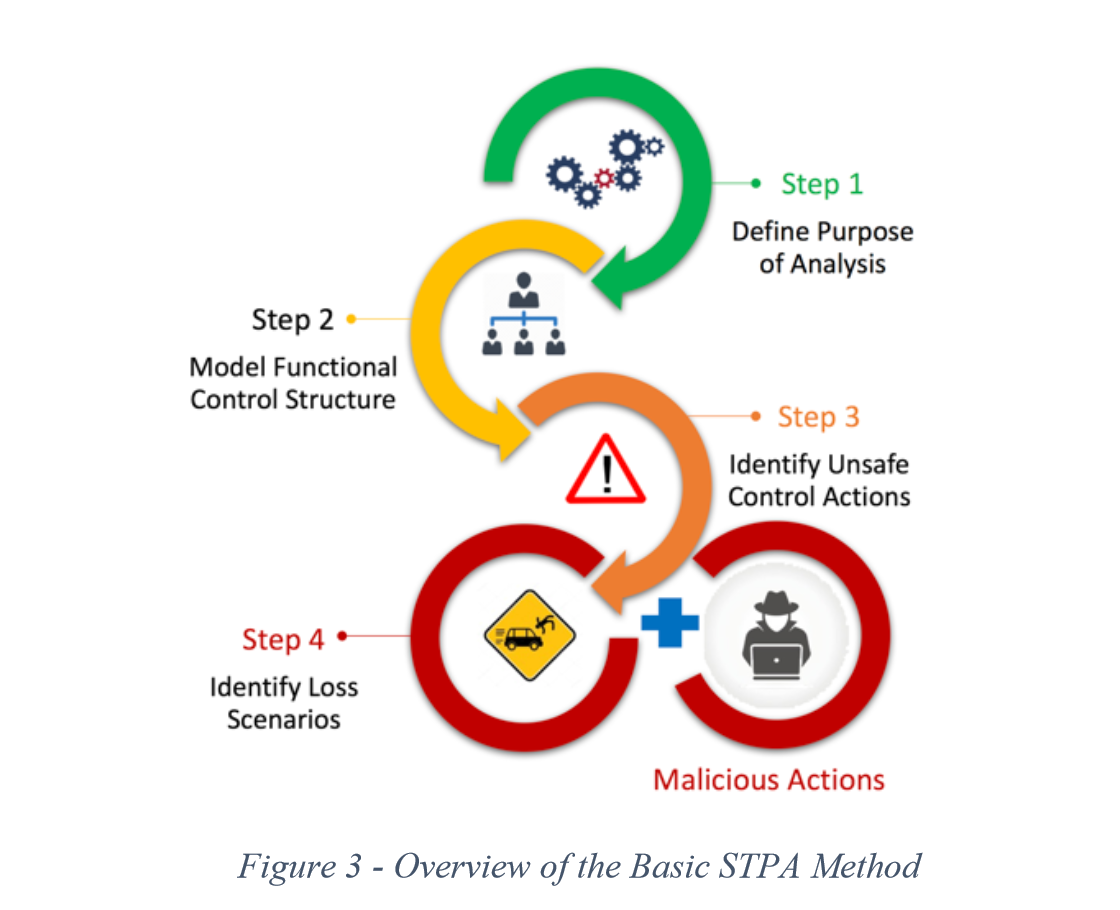 Step 1
Define Purpose
of Analysis
Step 2
Model Functional
Control Structure
Step 3
Identify Unsafe
Control Actions
!
Step 4
Identify Loss
Scenarios
Malicious Actions
Figure 3 - Overview of the Basic STPA Method